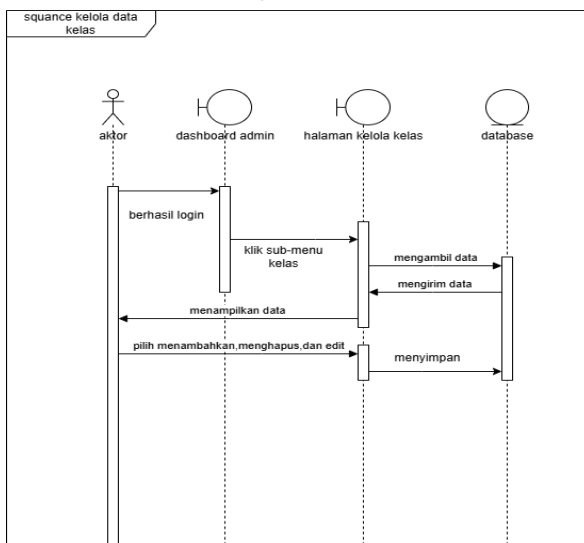 squance kelola data
kelas
aktor
dashboard admin
halaman kelola kelas
database
berhasil login
klik sub-menu
kelas
mengambil data
mengirim data
menampilkan data
pilih menambahkan,menghapus,dan edit
menyimpan